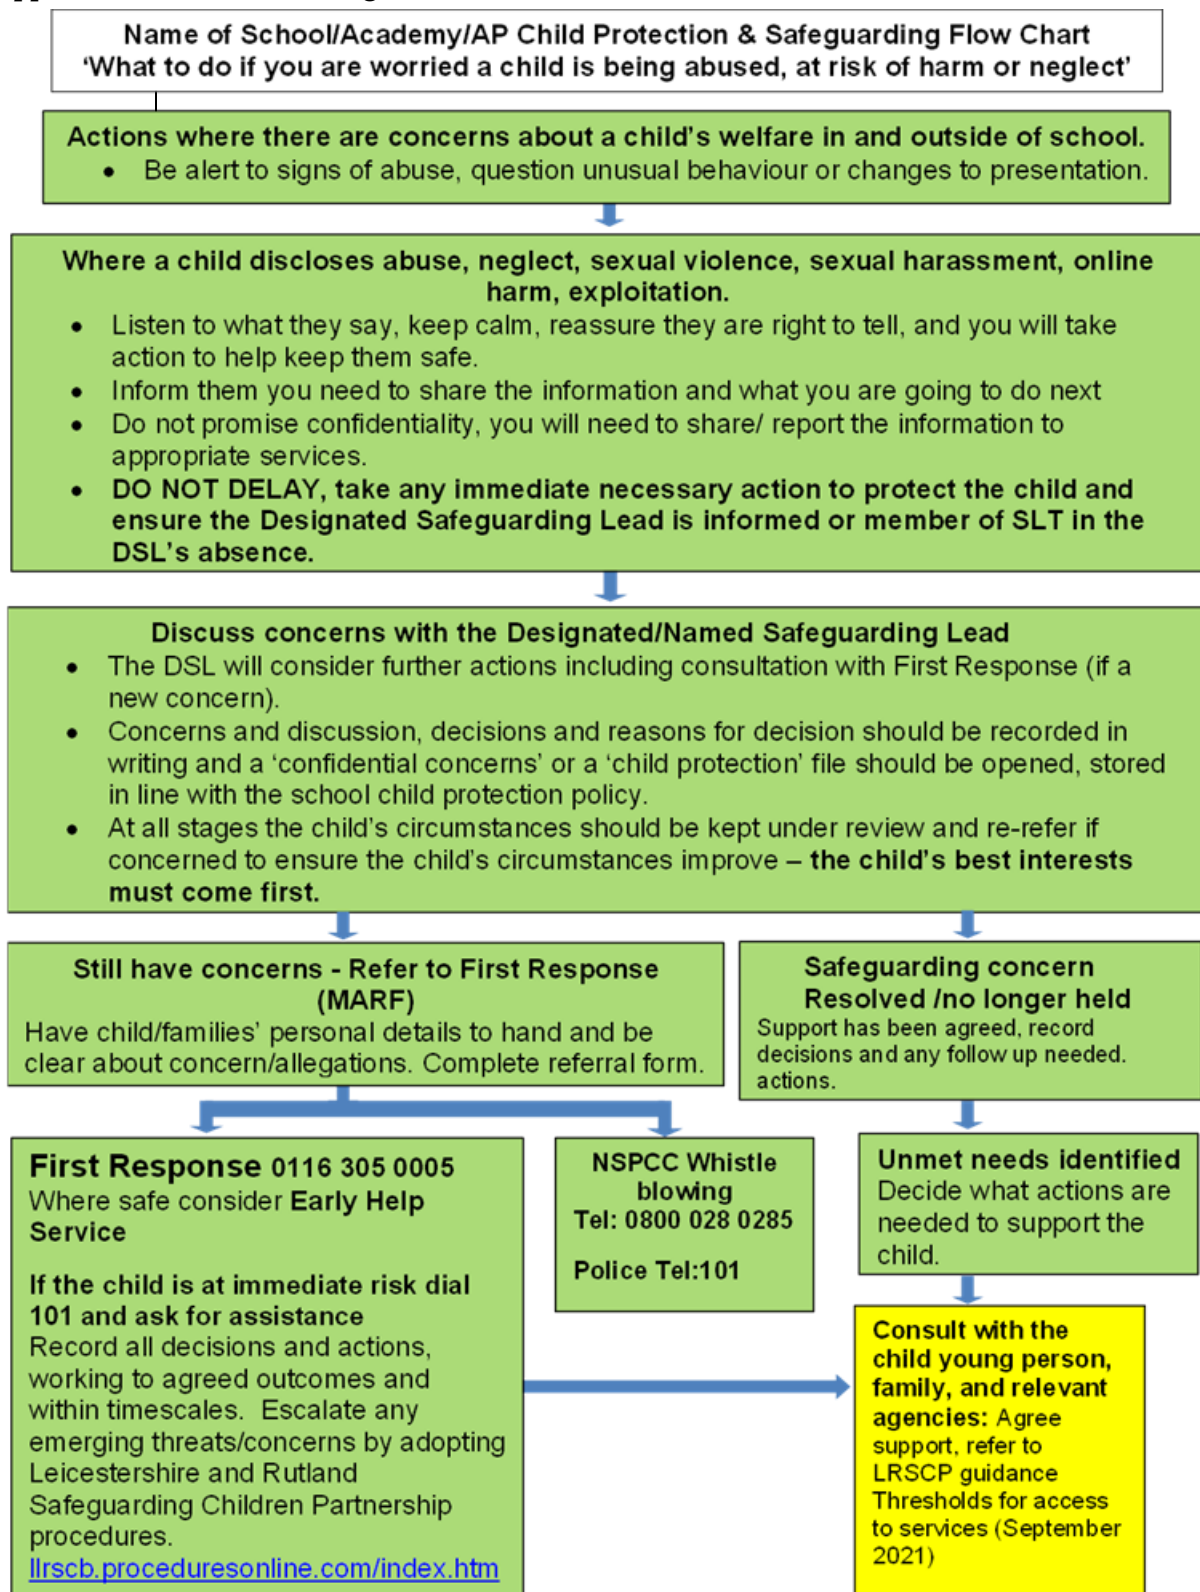 Name of School/Academy/AP Child Protection & Safeguarding Flow Chart
‘What to do if you are worried a child is being abused, at risk of harm or neglect’
Actions where there are concerns about a child’s welfare in and outside of school.
• Be alert to signs of abuse, question unusual behaviour or changes to presentation.
Where a child discloses abuse, neglect, sexual violence, sexual harassment, online
harm, exploitation.
• Listen to what they say, keep calm, reassure they are right to tell, and you will take
action to help keep them safe.
• Inform them you need to share the information and what you are going to do next
• Do not promise confidentiality, you will need to share/ report the information to
appropriate services.
• DO NOT DELAY, take any immediate necessary action to protect the child and
ensure the Designated Safeguarding Lead is informed or member of SLT in the
DSL’s absence.
Discuss concerns with the Designated/Named Safeguarding Lead
• The DSL will consider further actions including consultation with First Response (if a
new concern).
• Concerns and discussion, decisions and reasons for decision should be recorded in
writing and a ‘confidential concerns’ or a ‘child protection’ file should be opened, stored
in line with the school child protection policy.
• At all stages the child’s circumstances should be kept under review and re-refer if
concerned to ensure the child’s circumstances improve – the child’s best interests
must come first.
Still have concerns - Refer to First Response
(MARF)
Have child/families’ personal details to hand and be
clear about concern/allegations. Complete referral form.
Safeguarding concern
Resolved /no longer held
Support has been agreed, record
decisions and any follow up needed.
actions.
First Response 0116 305 0005
Where safe consider Early Help
Service
If the child is at immediate risk dial
101 and ask for assistance
Record all decisions and actions,
working to agreed outcomes and
within timescales. Escalate any
emerging threats/concerns by adopting
Leicestershire and Rutland
Safeguarding Children Partnership
procedures.
llrscb.proceduresonline.com/index.htm
NSPCC Whistle
blowing
Tel: 0800 028 0285
Police Tel:101
Unmet needs identified
Decide what actions are
needed to support the
child.
Consult with the
child young person,
family, and relevant
agencies: Agree
support, refer to
LRSCP guidance
Thresholds for access
to services (September
2021)